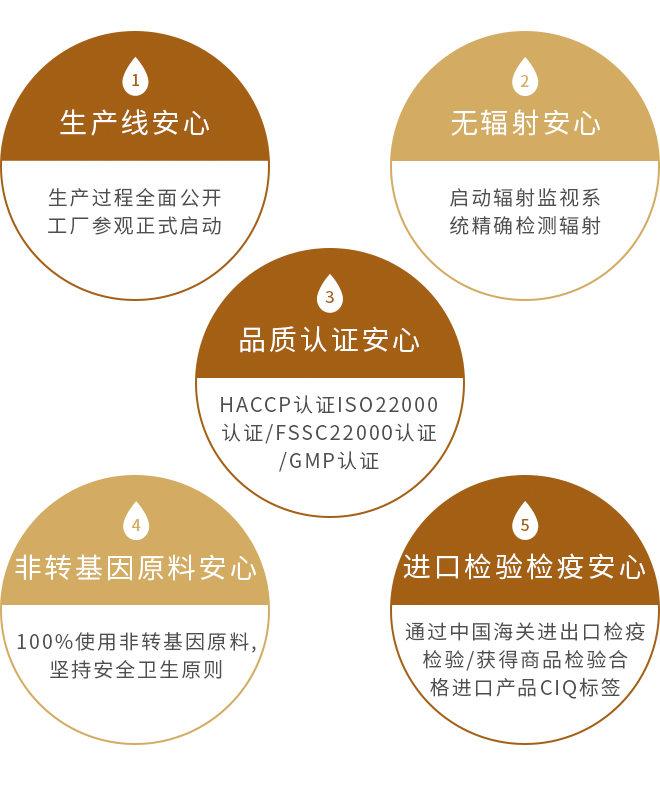 1
生产线安心
生产过程全面公开
工厂参观正式启动
2
无辐射安心
启动辐射监视系
统精确检测辐射
3
品质认证安心
HACCP认证ISO22000
认证/FSSC22000认证
/GMP认证
4
非转基因原料安心
100%使用非转基因原料,
坚持安全卫生原则
5
进口检验检疫安心
通过中国海关进出口检疫
检验/获得商品检验合
格进口产品CIQ标签